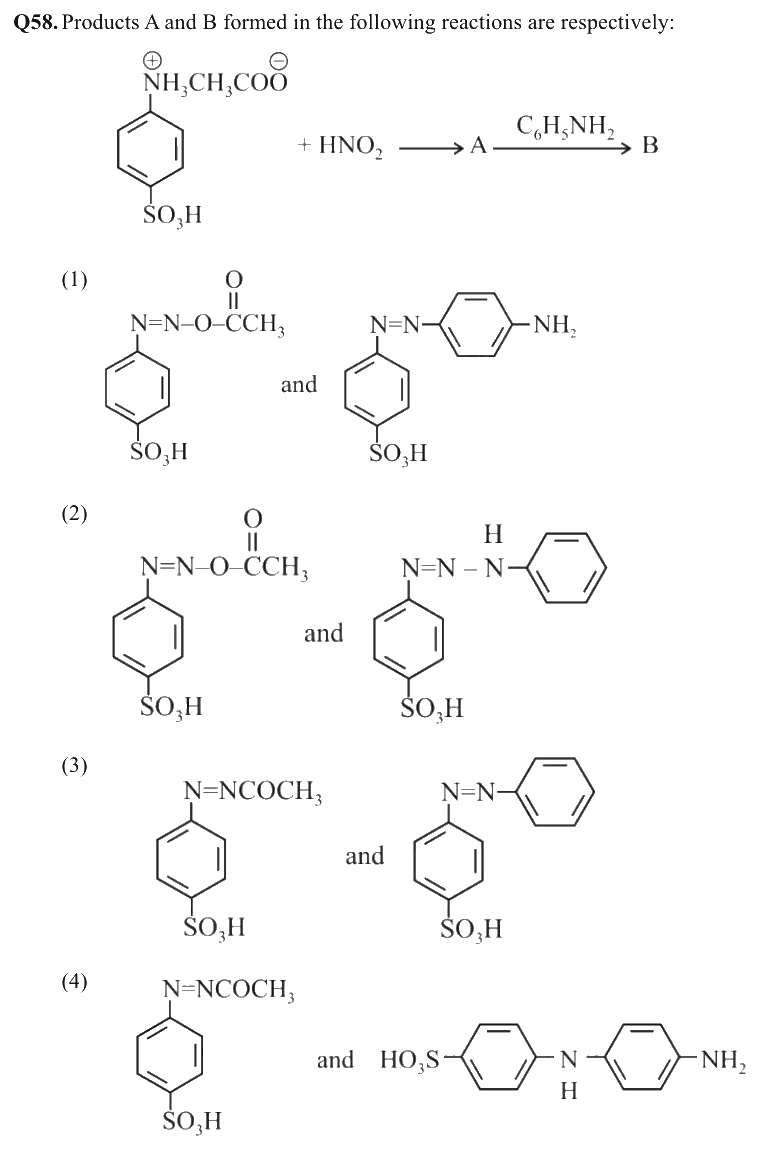 Q58. Products A and B formed in the following reactions are respectively:
⊕ ⊖
NH₃CH₃COO
C₆H₅NH₂
+ HNO₂ ⟶ A ⟶ B
SO₃H
(1)
O
N=N–O–CCH₃
N=N
NH₂
and
SO₃H
SO₃H
(2)
O
H
N=N–O–CCH₃
N=N – N
and
SO₃H
SO₃H
(3)
N=NCOCH₃
N=N
and
SO₃H
SO₃H
(4)
N=NCOCH₃
and HO₃S N NH₂
H
SO₃H